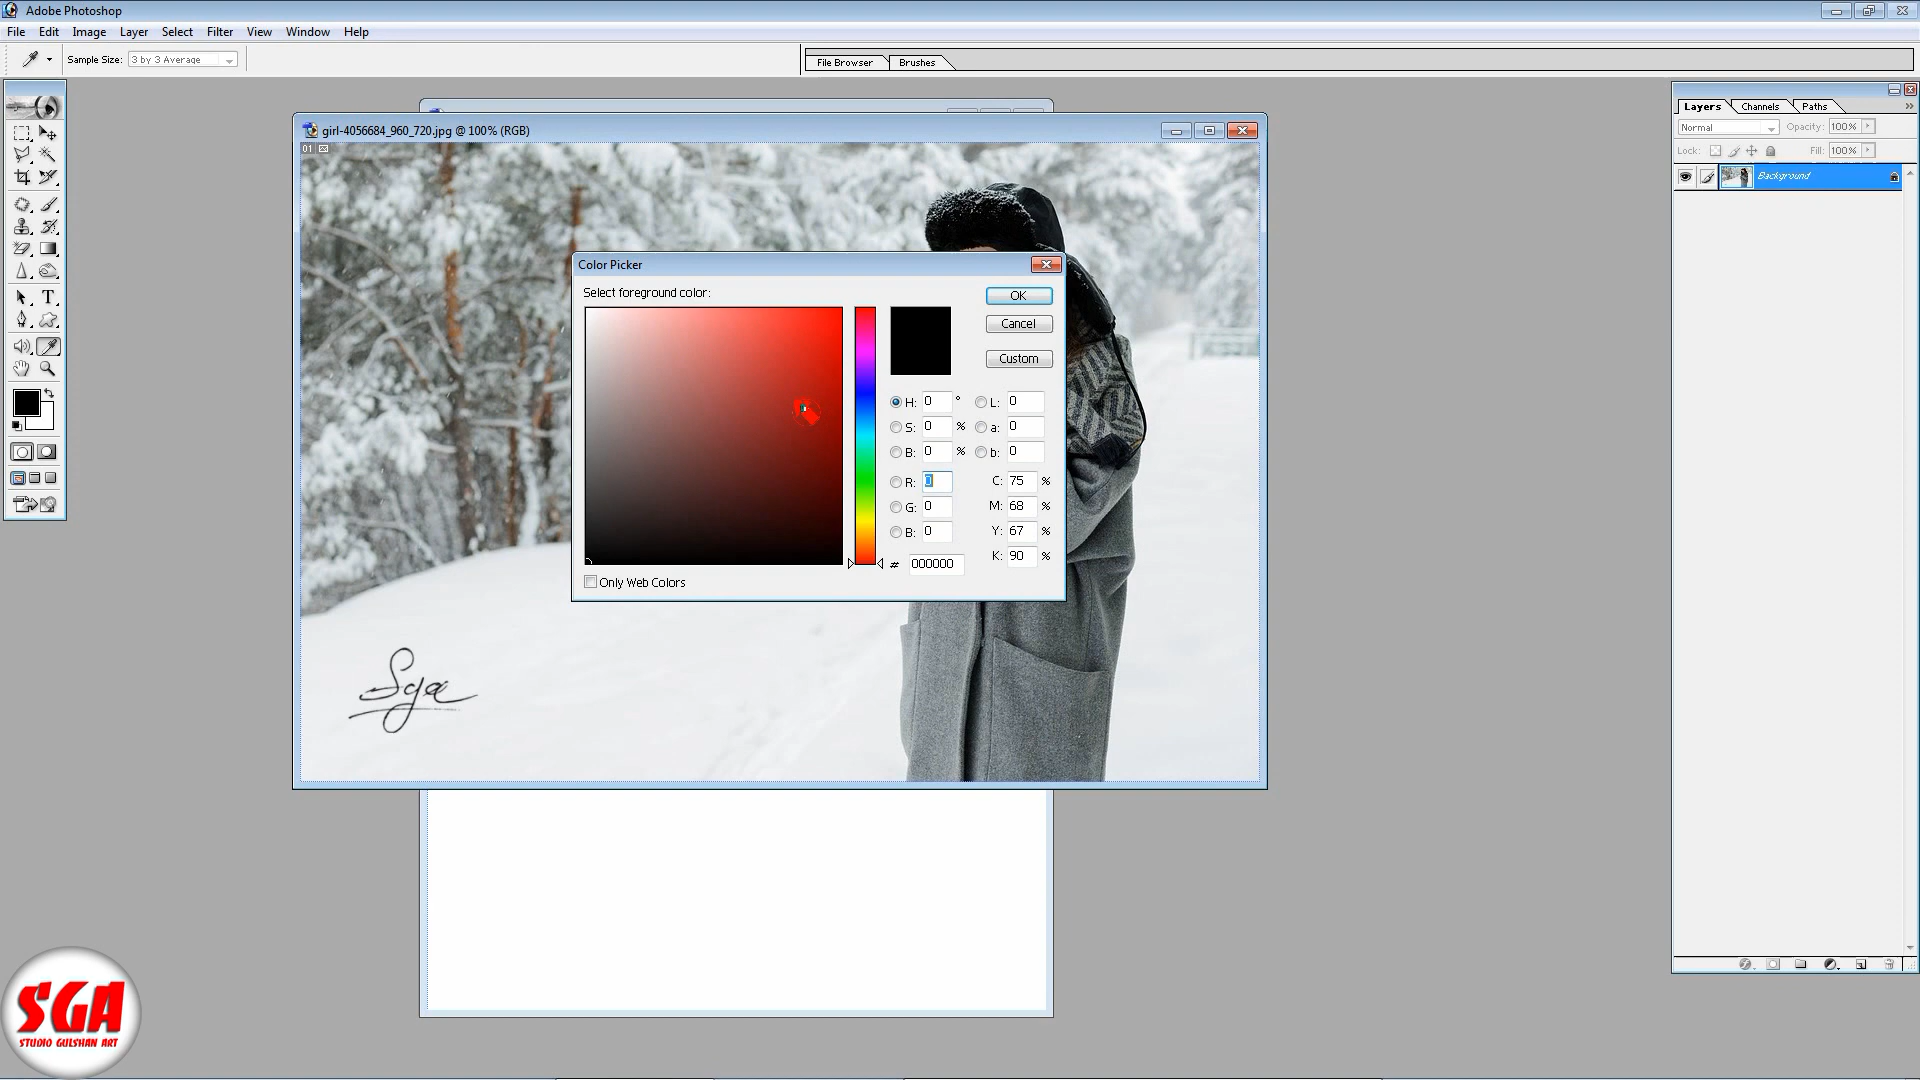 Adobe Photoshop
File Edit Image Layer Select Filter View Window Help
Sample Size: 3 by 3 Average
File Browser Brushes
girl-4056684_960_720.jpg @ 100% (RGB)
01
Color Picker
Select foreground color:
OK
Cancel
Custom
H: 0 ° L: 0
S: 0 % a: 0
B: 0 % b: 0
R: 0 C: 75 %
G: 0 M: 68 %
B: 0 Y: 67 %
K: 90 %
# 000000
Only Web Colors
Sga
Layers Channels Paths
Normal Opacity: 100%
Lock: Fill: 100%
Background
T
SGA
STUDIO GULSHAN ART